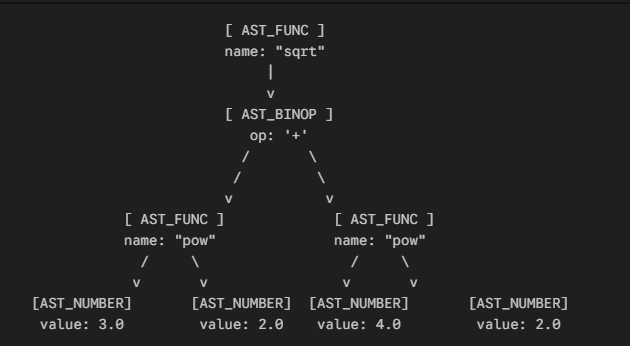 [ AST_FUNC ]
name: "sqrt"
|
v
[ AST_BINOP ]
op: '+'
/ \
/ \
v v
[ AST_FUNC ] [ AST_FUNC ]
name: "pow" name: "pow"
/ \ / \
v v v v
[AST_NUMBER] [AST_NUMBER] [AST_NUMBER] [AST_NUMBER]
value: 3.0 value: 2.0 value: 4.0 value: 2.0